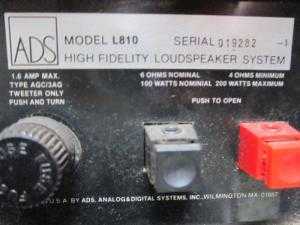 ADS MODEL L810 SERIAL 019282 -3
HIGH FIDELITY LOUDSPEAKER SYSTEM
1.6 AMP MAX.
TYPE AGC/3AG
TWEETER ONLY
PUSH AND TURN
6 OHMS NOMINAL 4 OHMS MINIMUM
100 WATTS NOMINAL 200 WATTS MAXIMUM
PUSH TO OPEN
FUSE
U.S.A BY ADS, ANALOG & DIGITAL SYSTEMS, INC., WILMINGTON MA 01887